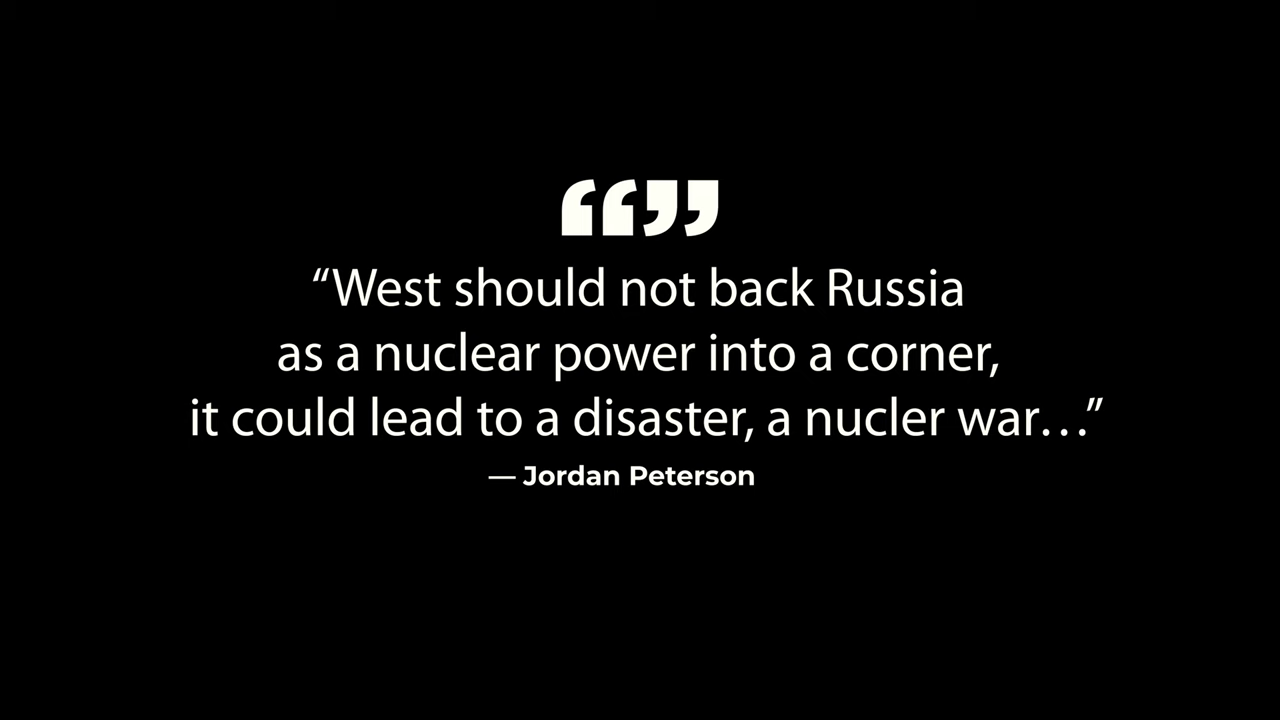 “”
“West should not back Russia
as a nuclear power into a corner,
it could lead to a disaster, a nucler war...”
— Jordan Peterson